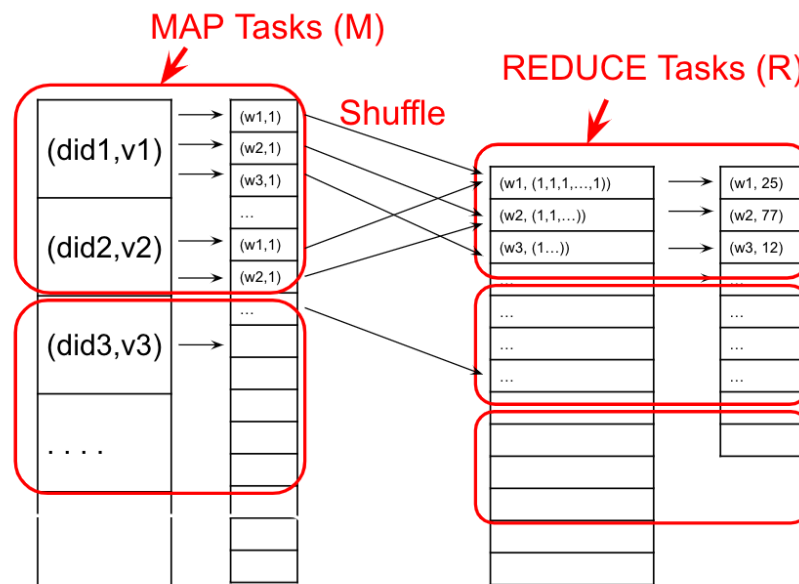 MAP Tasks (M)
REDUCE Tasks (R)
Shuffle
(did1,v1)
(did2,v2)
(did3,v3)
. . . .
(w1,1)
(w2,1)
(w3,1)
...
(w1,1)
(w2,1)
...
(w1, (1,1,1,...,1))
(w2, (1,1,...))
(w3, (1...))
...
...
...
...
(w1, 25)
(w2, 77)
(w3, 12)
...
...
...
...